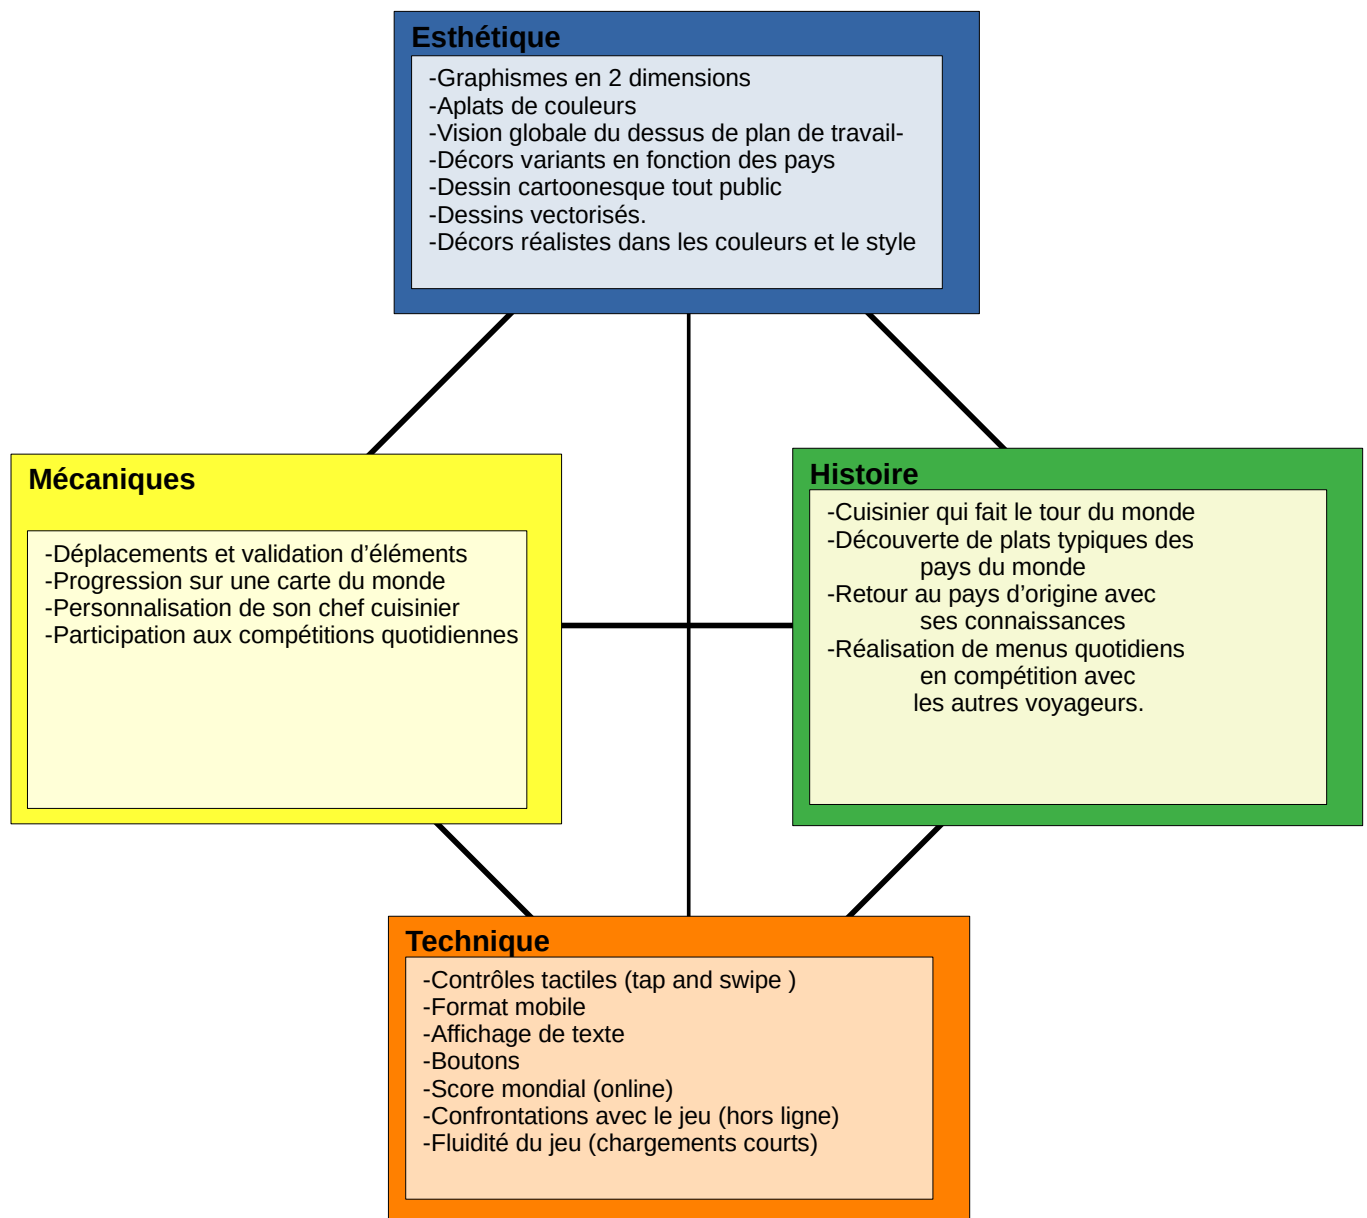 Esthétique
-Graphismes en 2 dimensions
-Aplats de couleurs
-Vision globale du dessus de plan de travail-
-Décors variants en fonction des pays
-Dessin cartoonesque tout public
-Dessins vectorisés.
-Décors réalistes dans les couleurs et le style
Mécaniques
-Déplacements et validation d’éléments
-Progression sur une carte du monde
-Personnalisation de son chef cuisinier
-Participation aux compétitions quotidiennes
Histoire
-Cuisinier qui fait le tour du monde
-Découverte de plats typiques des
pays du monde
-Retour au pays d’origine avec
ses connaissances
-Réalisation de menus quotidiens
en compétition avec
les autres voyageurs.
Technique
-Contrôles tactiles (tap and swipe )
-Format mobile
-Affichage de texte
-Boutons
-Score mondial (online)
-Confrontations avec le jeu (hors ligne)
-Fluidité du jeu (chargements courts)